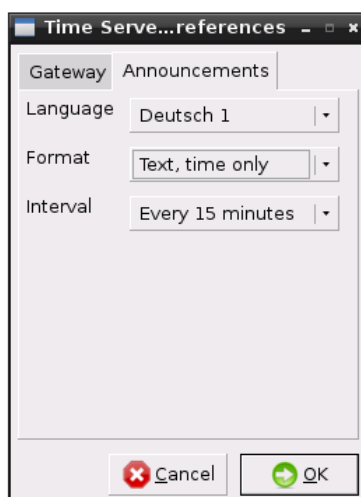 Time Serve...references
Gateway Announcements
Language Deutsch 1
Format Text, time only
Interval Every 15 minutes
Cancel OK